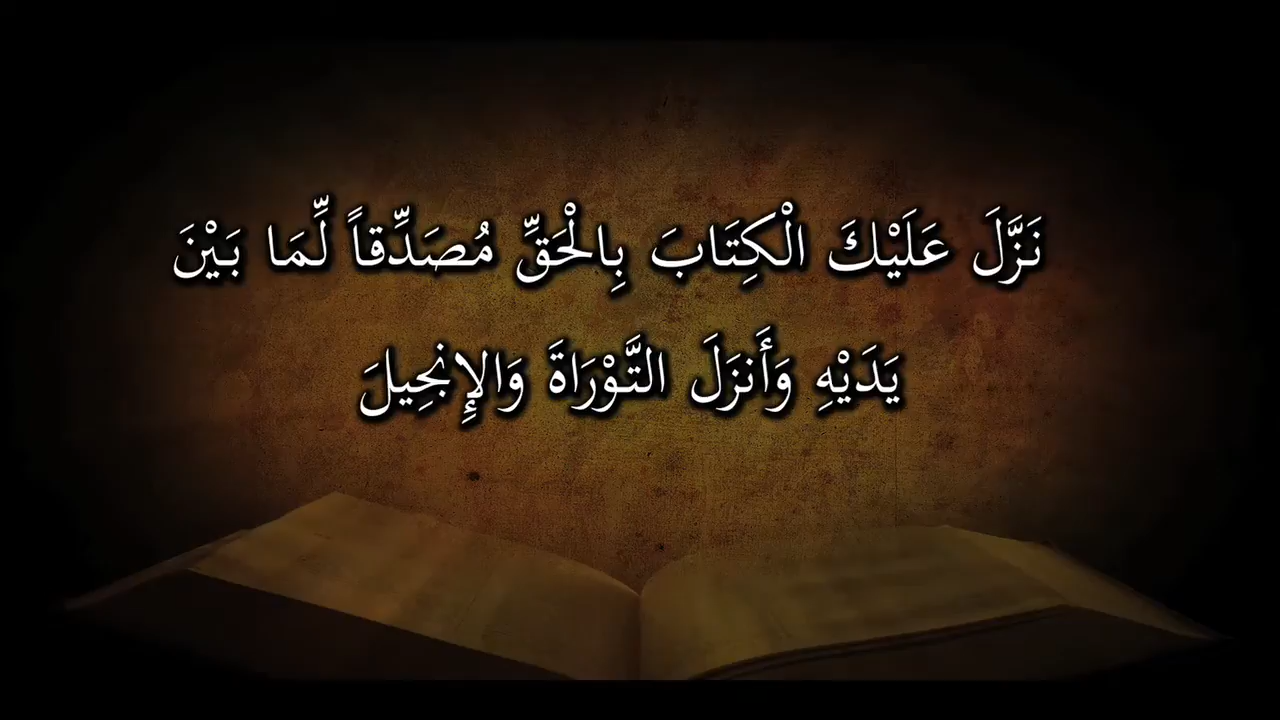 نَزَّلَ عَلَيْكَ الْكِتَابَ بِالْحَقِّ مُصَدِّقاً لِّمَا بَيْنَ
يَدَيْهِ وَأَنزَلَ التَّوْرَاةَ وَالإِنجِيلَ